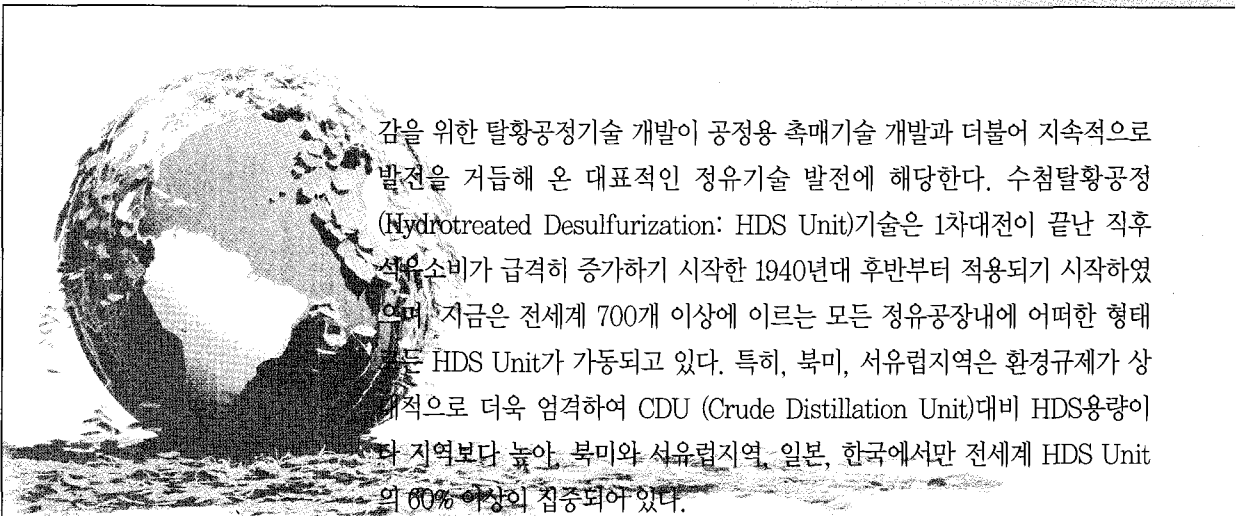 감을 위한 탈황공정기술 개발이 공정용 촉매기술 개발과 더불어 지속적으로
발전을 거듭해 온 대표적인 정유기술 발전에 해당한다. 수첨탈황공정
(Hydrotreated Desulfurization: HDS Unit)기술은 1차대전이 끝난 직후
석유소비가 급격히 증가하기 시작한 1940년대 후반부터 적용되기 시작하였
으며, 지금은 전세계 700개 이상에 이르는 모든 정유공장내에 어떠한 형태
로든 HDS Unit가 가동되고 있다. 특히, 북미, 서유럽지역은 환경규제가 상
대적으로 더욱 엄격하여 CDU (Crude Distillation Unit)대비 HDS용량이
타 지역보다 높아, 북미와 서유럽지역, 일본, 한국에서만 전세계 HDS Unit
의 60% 이상이 집중되어 있다.